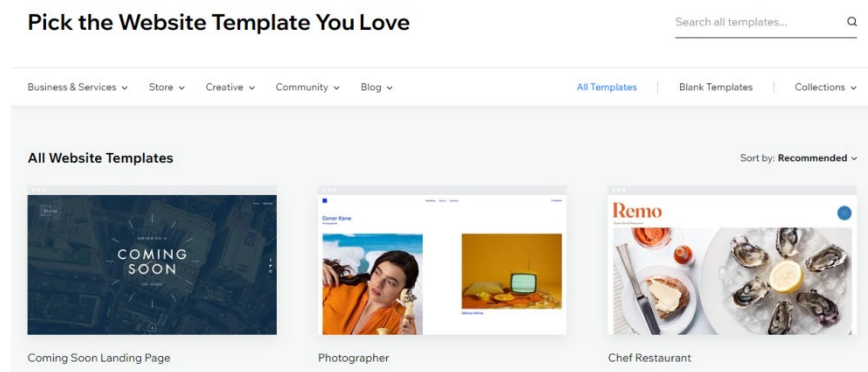 Pick the Website Template You Love
Search all templates...
Business & Services Store Creative Community Blog
All Templates Blank Templates Collections
All Website Templates
Sort by: Recommended
COMING
SOON
Conor Kane
Remo
Coming Soon Landing Page
Photographer
Chef Restaurant